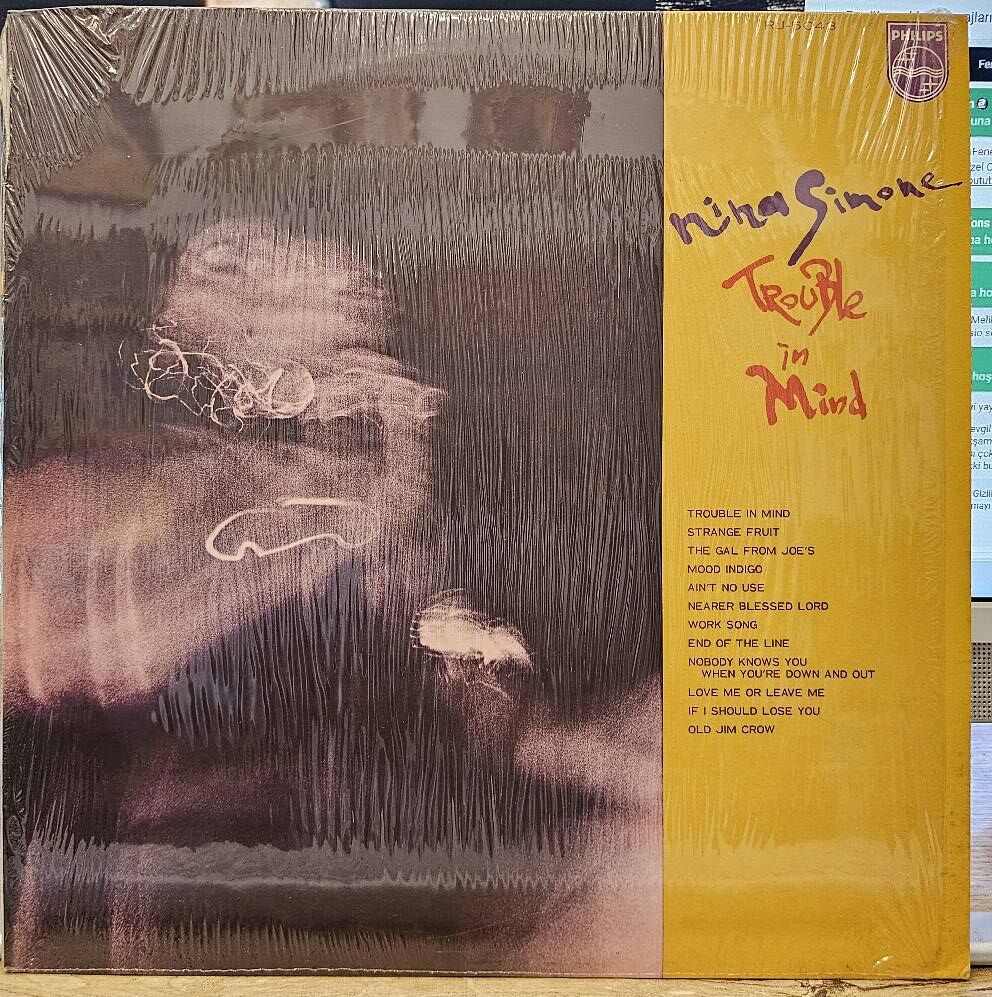 RJ-5043
PHILIPS
nina Simone
TRouBle
in
Mind
TROUBLE IN MIND
STRANGE FRUIT
THE GAL FROM JOE'S
MOOD INDIGO
AIN'T NO USE
NEARER BLESSED LORD
WORK SONG
END OF THE LINE
NOBODY KNOWS YOU
WHEN YOU'RE DOWN AND OUT
LOVE ME OR LEAVE ME
IF I SHOULD LOSE YOU
OLD JIM CROW